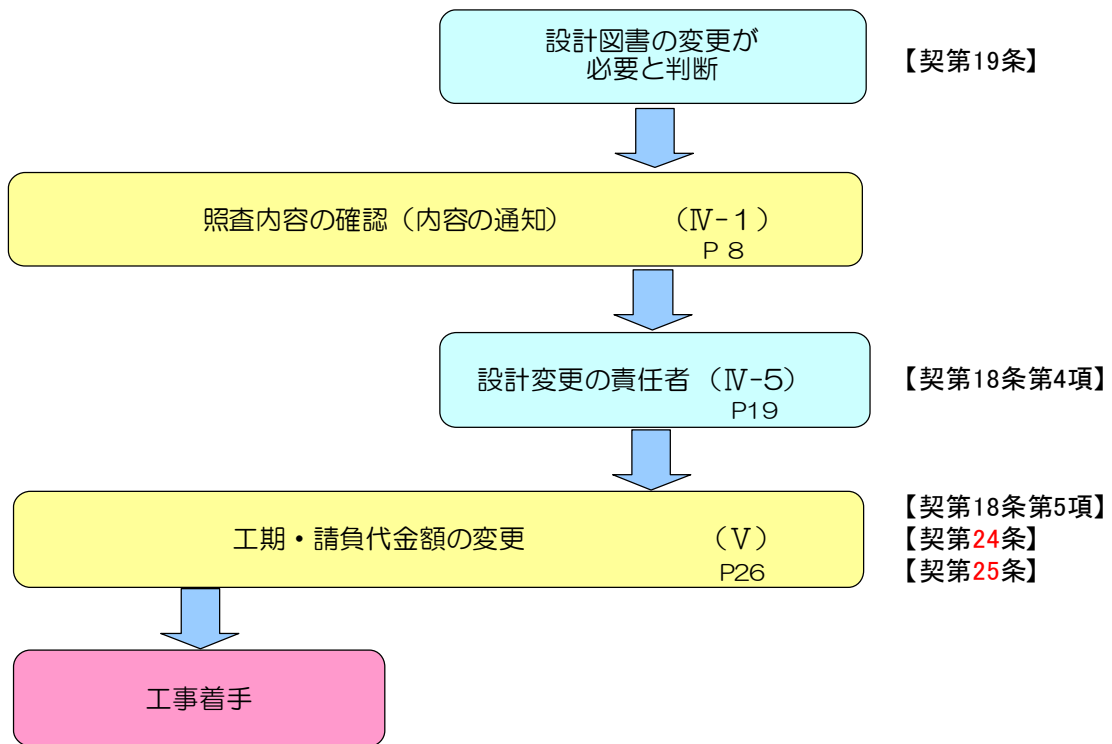 設計図書の変更が
必要と判断
【契第19条】
照査内容の確認（内容の通知） （Ⅳ-１）
Ｐ８
設計変更の責任者（Ⅳ-５）
P19
【契第18条第4項】
工期・請負代金額の変更 （Ⅴ）
P26
【契第18条第5項】
【契第24条】
【契第25条】
工事着手